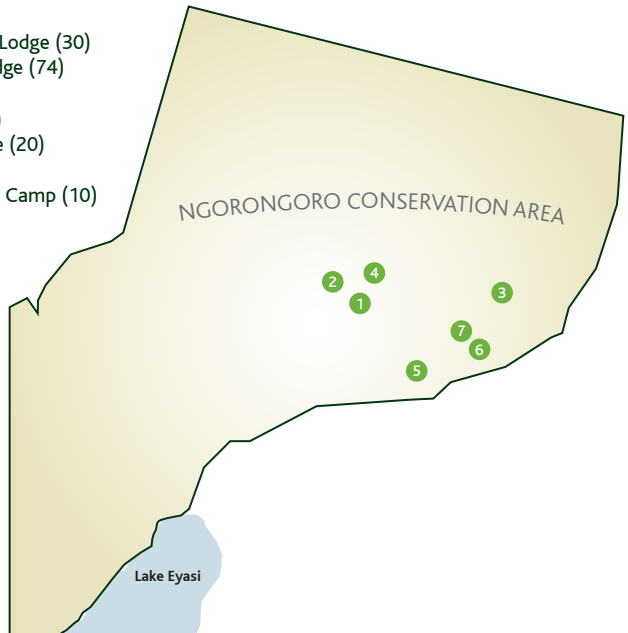 Lodge (30)
dge (74)
)
e (20)
Camp (10)
NGORONGORO CONSERVATION AREA
2
4
1
3
7
6
5
Lake Eyasi